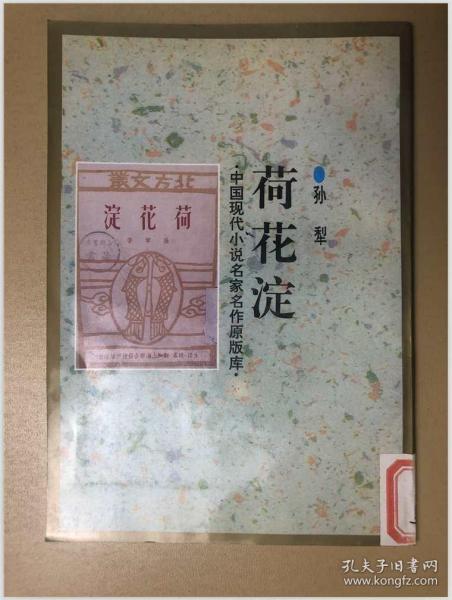 ●孙犁
荷花淀
·中国现代小说名家名作原版库·
北方文叢
荷花淀
孔夫子旧书网
www.kongfz.com